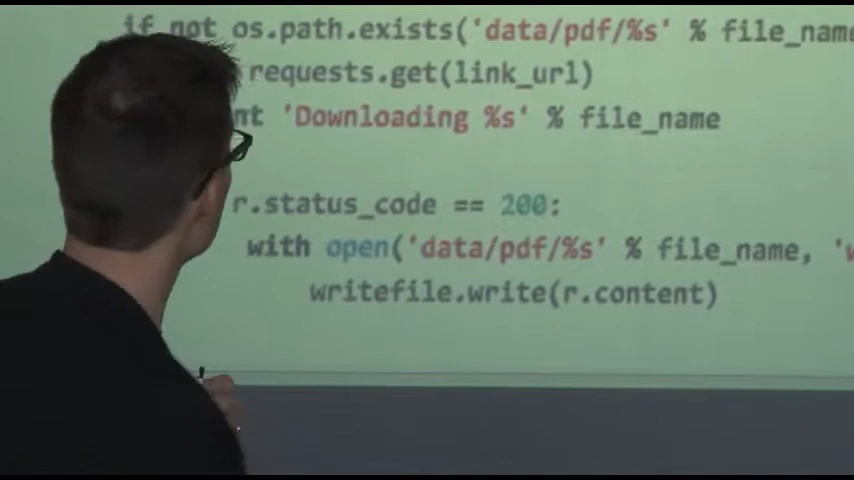 if not os.path.exists('data/pdf/%s' % file_name
requests.get(link_url)
nt 'Downloading %s' % file_name
r.status_code == 200:
with open('data/pdf/%s' % file_name, 'w
writefile.write(r.content)